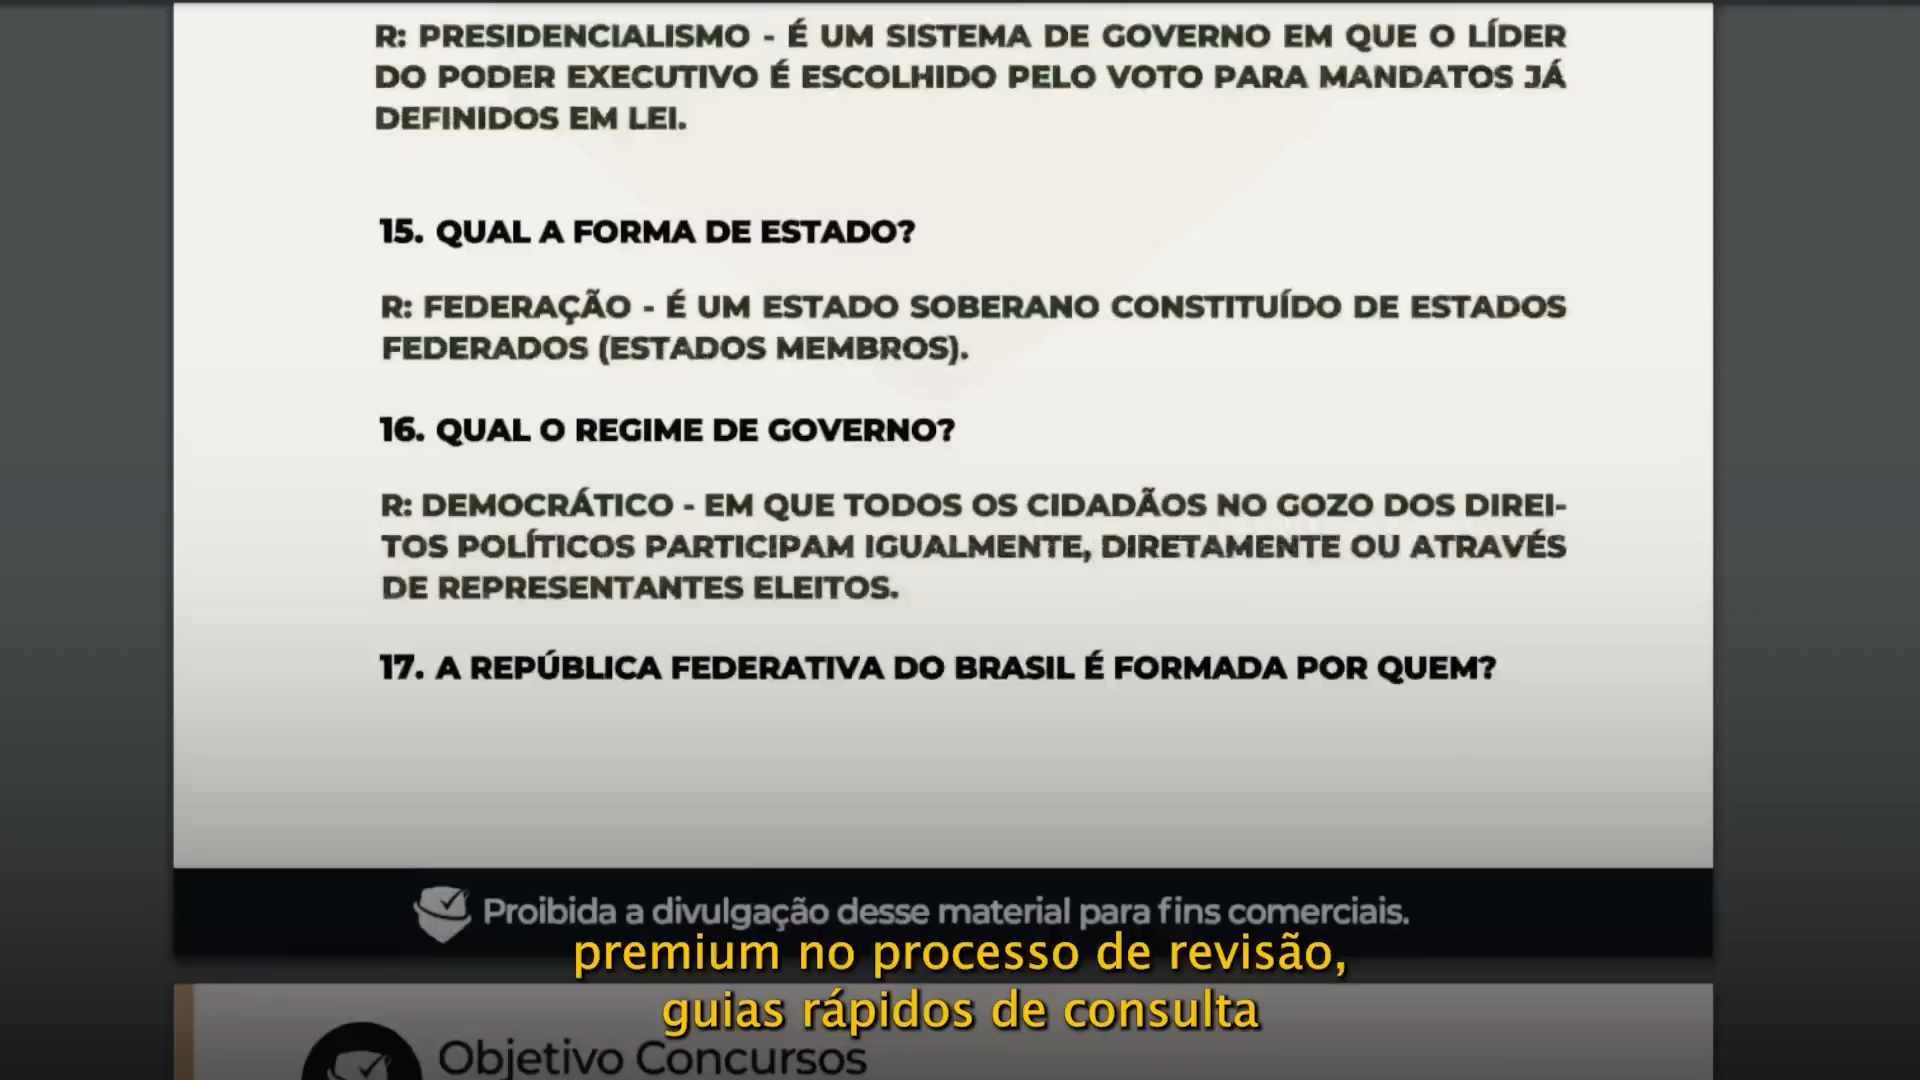 R: PRESIDENCIALISMO - É UM SISTEMA DE GOVERNO EM QUE O LÍDER
DO PODER EXECUTIVO É ESCOLHIDO PELO VOTO PARA MANDATOS JÁ
DEFINIDOS EM LEI.
15. QUAL A FORMA DE ESTADO?
R: FEDERAÇÃO - É UM ESTADO SOBERANO CONSTITUÍDO DE ESTADOS
FEDERADOS (ESTADOS MEMBROS).
16. QUAL O REGIME DE GOVERNO?
R: DEMOCRÁTICO - EM QUE TODOS OS CIDADÃOS NO GOZO DOS DIREI-
TOS POLÍTICOS PARTICIPAM IGUALMENTE, DIRETAMENTE OU ATRAVÉS
DE REPRESENTANTES ELEITOS.
17. A REPÚBLICA FEDERATIVA DO BRASIL É FORMADA POR QUEM?
Proibida a divulgação desse material para fins comerciais.
premium no processo de revisão,
guias rápidos de consulta
Objetivo Concursos